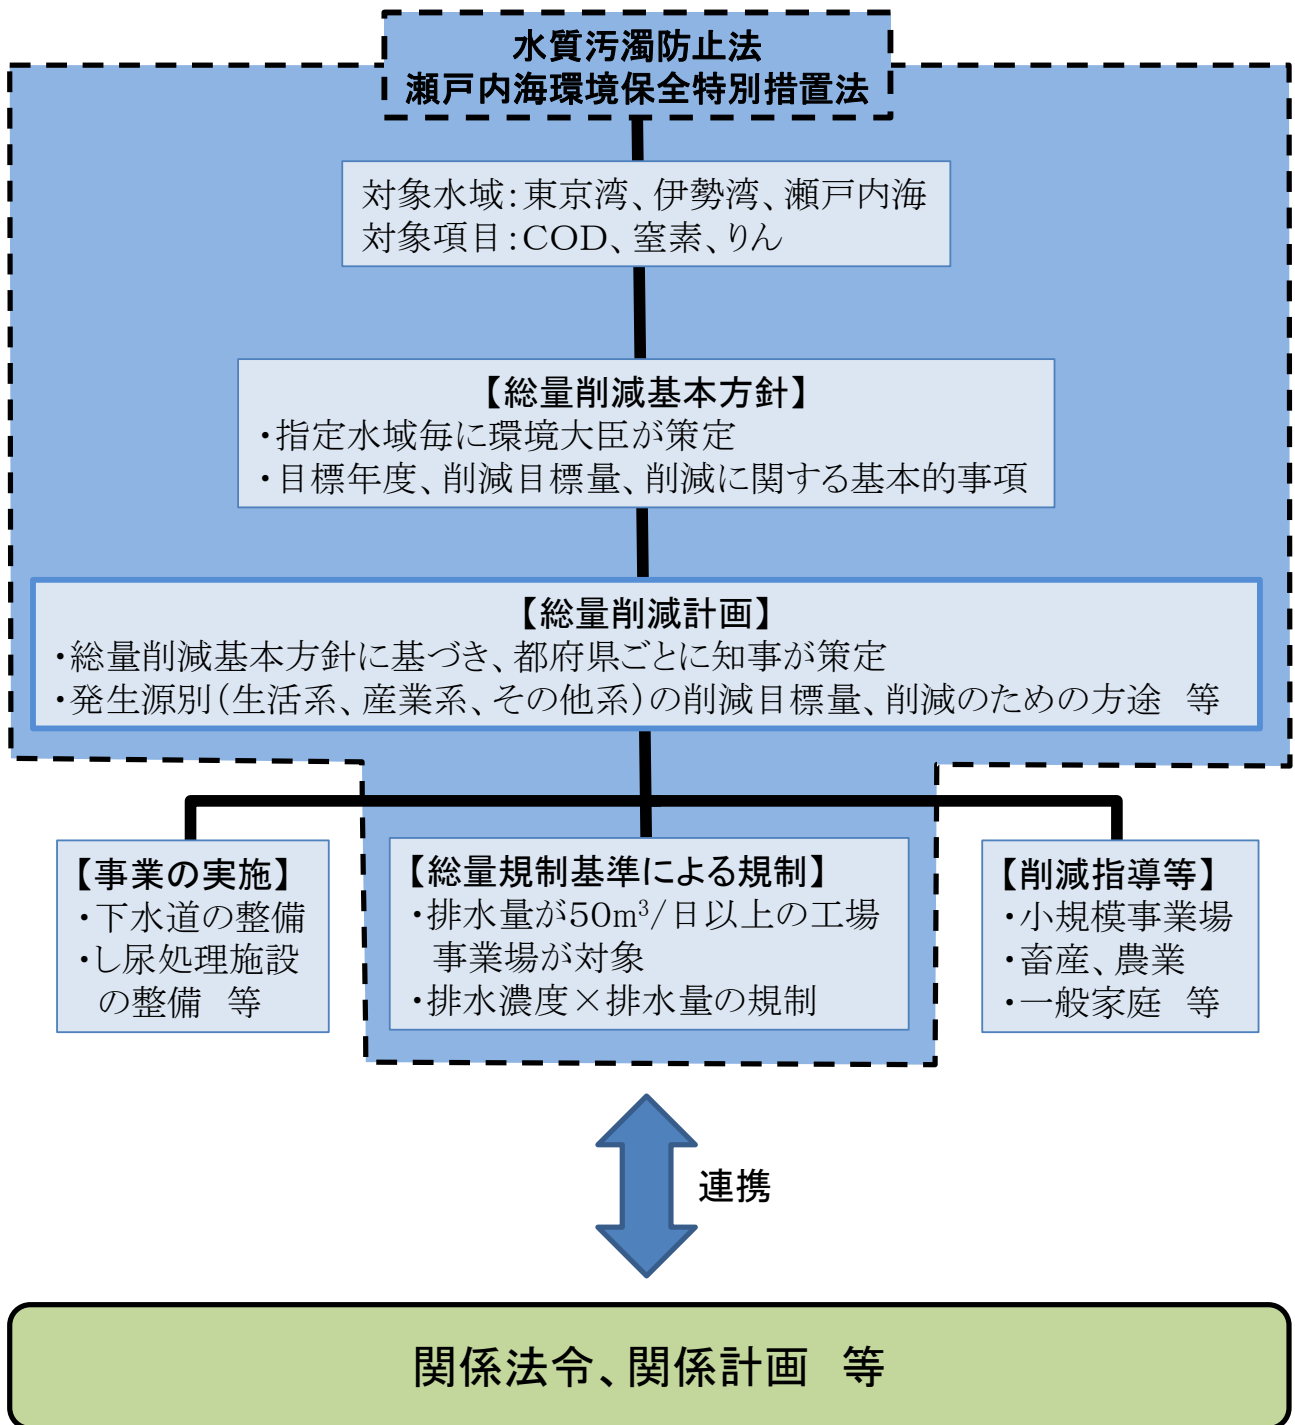 水質汚濁防止法
瀬戸内海環境保全特別措置法
対象水域：東京湾、伊勢湾、瀬戸内海
対象項目：COD、窒素、りん
【総量削減基本方針】
・指定水域毎に環境大臣が策定
・目標年度、削減目標量、削減に関する基本的事項
【総量削減計画】
・総量削減基本方針に基づき、都府県ごとに知事が策定
・発生源別（生活系、産業系、その他系）の削減目標量、削減のための方途　等
【事業の実施】
・下水道の整備
・し尿処理施設
の整備　等
【総量規制基準による規制】
・排水量が50m³/日以上の工場
事業場が対象
・排水濃度×排水量の規制
【削減指導等】
・小規模事業場
・畜産、農業
・一般家庭　等
連携
関係法令、関係計画　等